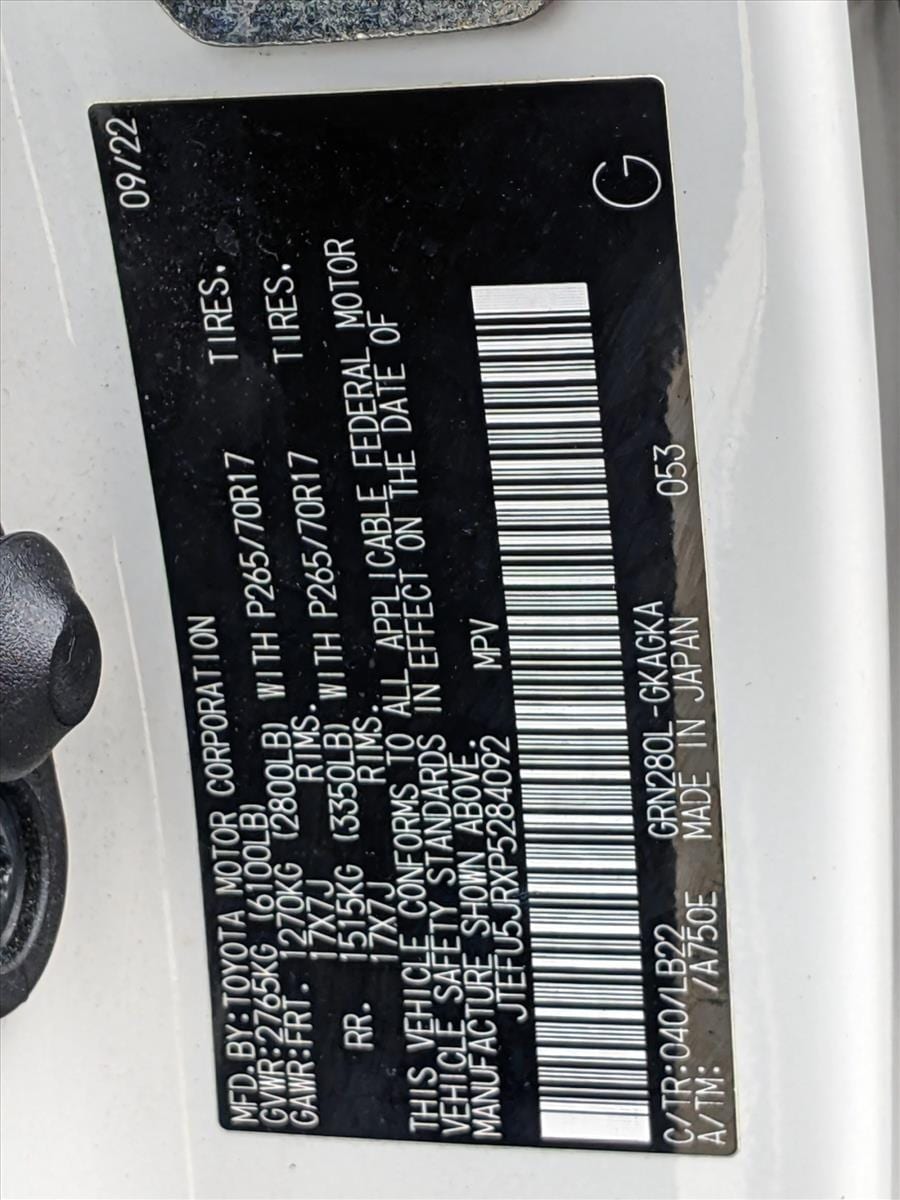 09/22
MFD.BY:TOYOTA MOTOR CORPORATION
GVWR:2765KG (6100LB) WITH P265/70R17 TIRES.
GAWR:FRT. 1270KG (2800LB) RIMS. WITH P265/70R17 TIRES.
17X7J
RR. 1515KG (3350LB)
17X7J RIMS.
THIS VEHICLE CONFORMS TO ALL APPLICABLE FEDERAL MOTOR
VEHICLE SAFETY STANDARDS IN EFFECT ON THE DATE OF
MANUFACTURE SHOWN ABOVE.
JTEFU5JRXP5284092 MPV
C/TR:040/LB22 GRN280L-GKAGKA 053
A/TM: /A750E MADE IN JAPAN
G